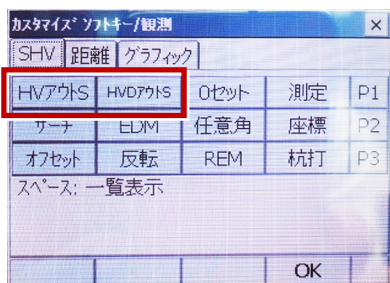 カスタマイズ ソフトキー/観測 ×
SHV 距離 グラフィック
HVアウトS HVDアウトS 0セット 測定 P1
サーチ EDM 任意角 座標 P2
オフセット 反転 REM 杭打 P3
スペース: 一覧表示
OK